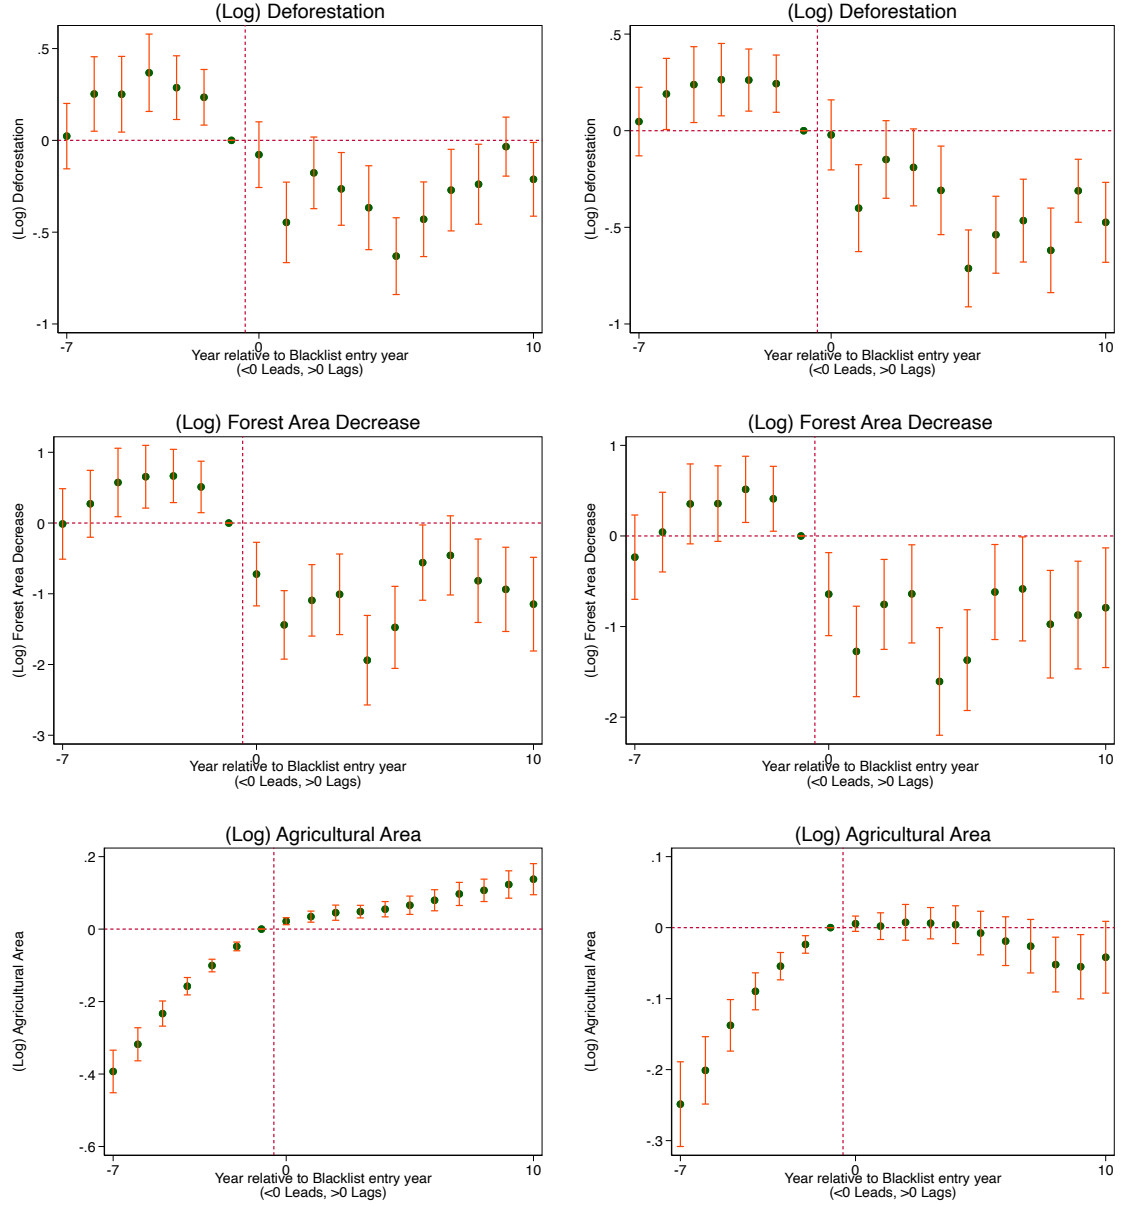 (Log) Deforestation
(Log) Deforestation
.5
0
-.5
-1
-7
0
10
Year relative to Blacklist entry year
(<0 Leads, >0 Lags)
(Log) Deforestation
(Log) Deforestation
.5
0
-.5
-1
-7
0
10
Year relative to Blacklist entry year
(<0 Leads, >0 Lags)
(Log) Forest Area Decrease
(Log) Forest Area Decrease
1
0
-1
-2
-3
-7
0
10
Year relative to Blacklist entry year
(<0 Leads, >0 Lags)
(Log) Forest Area Decrease
(Log) Forest Area Decrease
1
0
-1
-2
-7
0
10
Year relative to Blacklist entry year
(<0 Leads, >0 Lags)
(Log) Agricultural Area
(Log) Agricultural Area
.2
0
-.2
-.4
-.6
-7
0
10
Year relative to Blacklist entry year
(<0 Leads, >0 Lags)
(Log) Agricultural Area
(Log) Agricultural Area
.1
0
-.1
-.2
-.3
-7
0
10
Year relative to Blacklist entry year
(<0 Leads, >0 Lags)